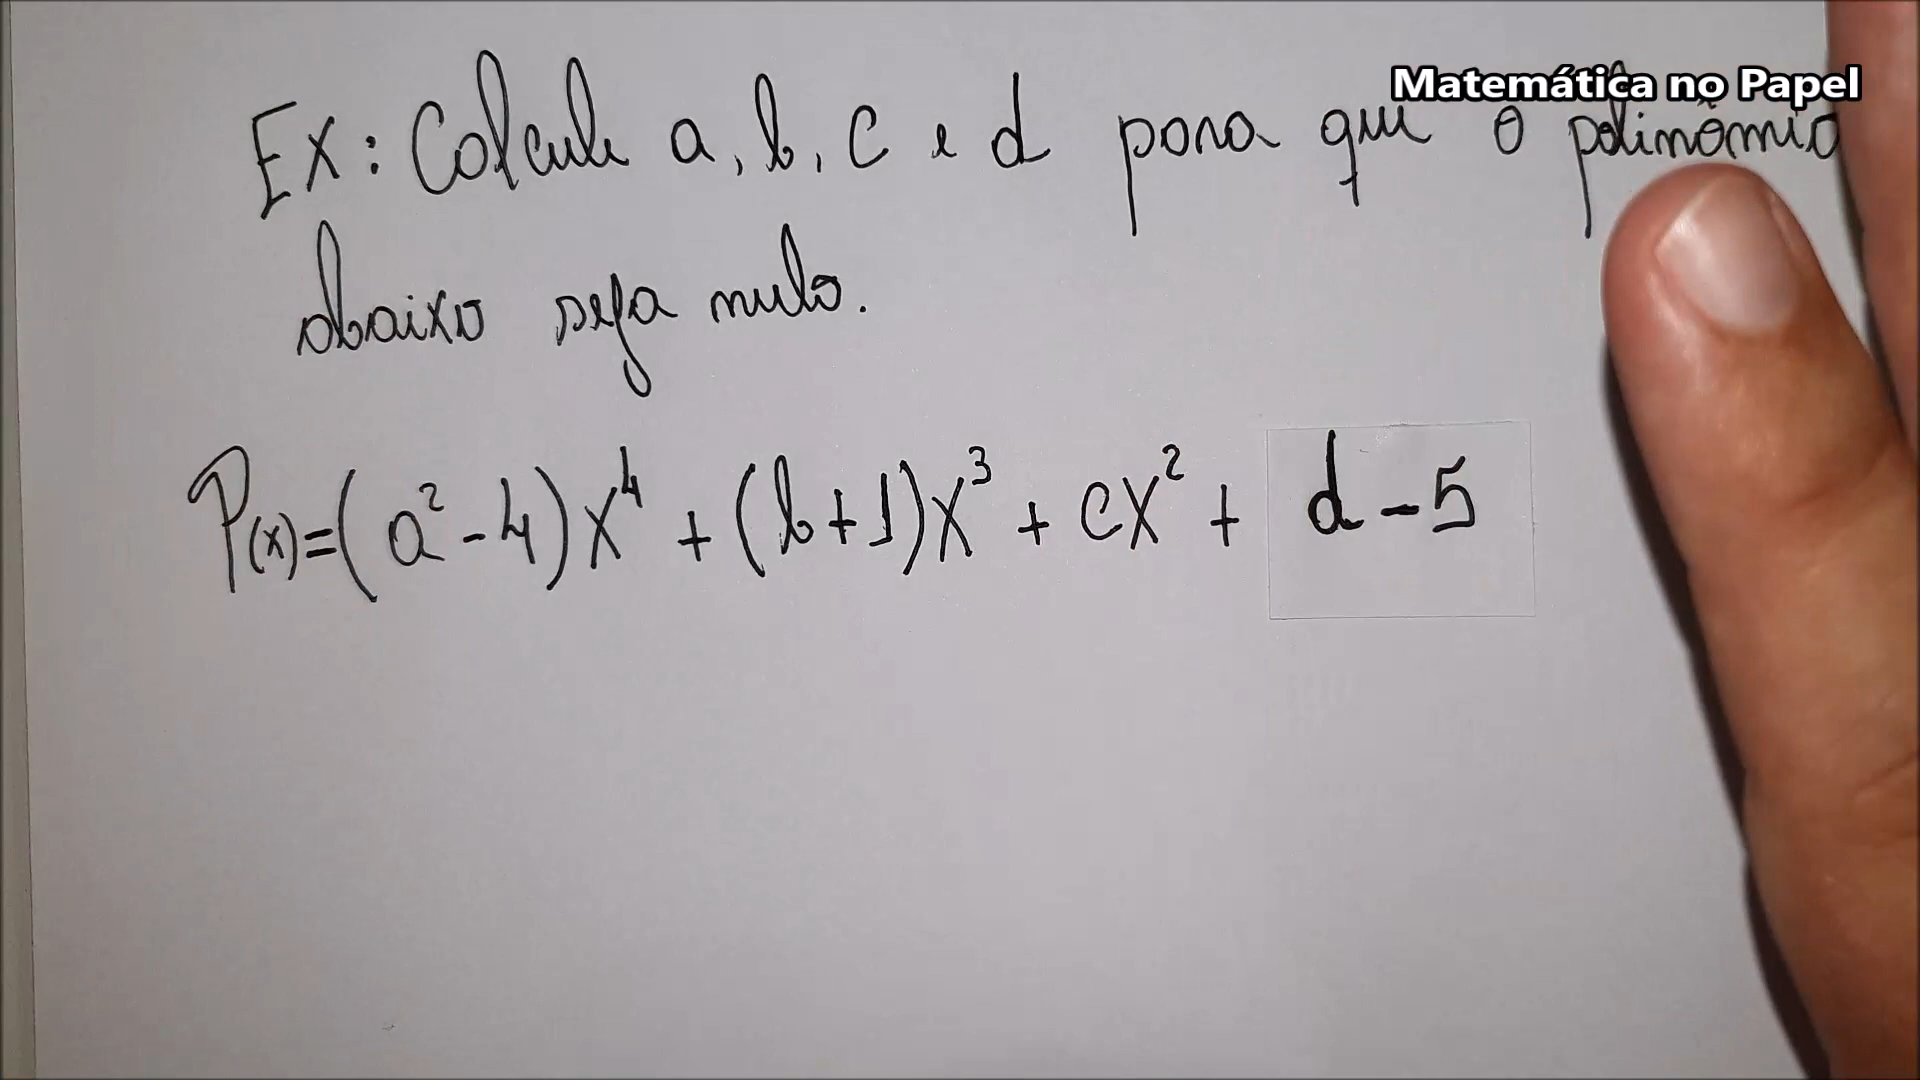 Matemática no Papel
Ex: Calcule a, b, c e d para que o polinômio
abaixo seja nulo.
P(x)=(a²-4)x⁴ + (b+1)x³ + cx² + d-5